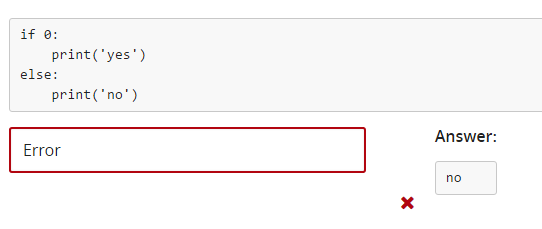 if 0:
    print('yes')
else:
    print('no')
Error
Answer:
no